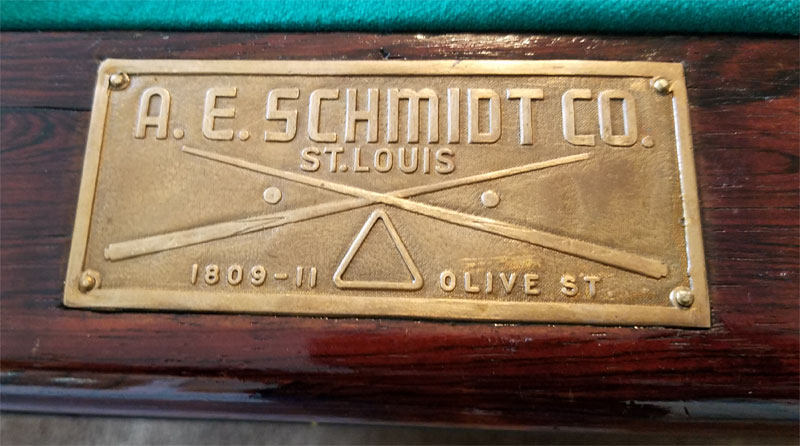 A. E. SCHMIDT CO.
ST. LOUIS
1809-11 OLIVE ST